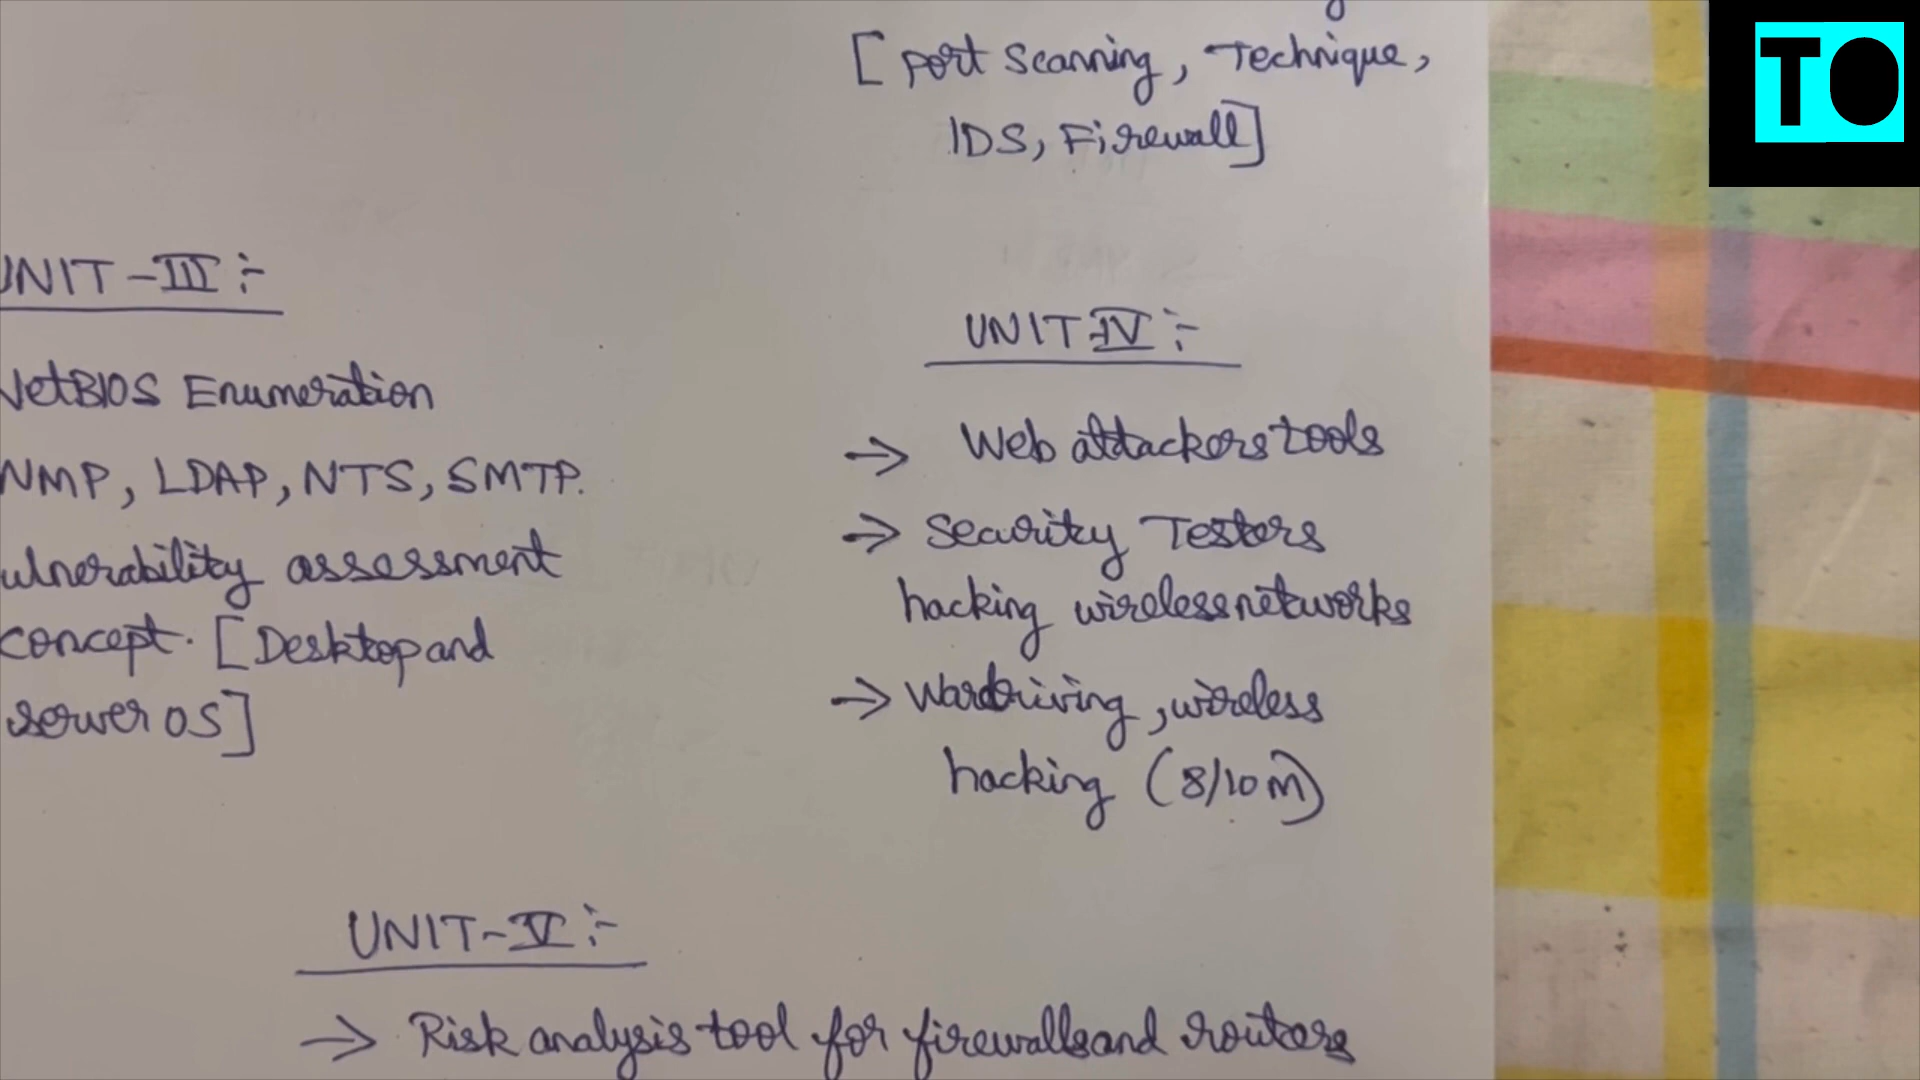 [Port Scanning, Technique,
IDS, Firewall]
UNIT-III :-
NetBIOS Enumeration
NMP, LDAP, NTS, SMTP.
ulnerability assessment
concept. [Desktop and
server OS]
UNIT-IV :-
→ Web attackers tools
→ Security Testers
hacking wireless networks
→ Wardriving, wireless
hacking (8/10 m)
UNIT-V :-
→ Risk analysis tool for firewalls and routers
TO